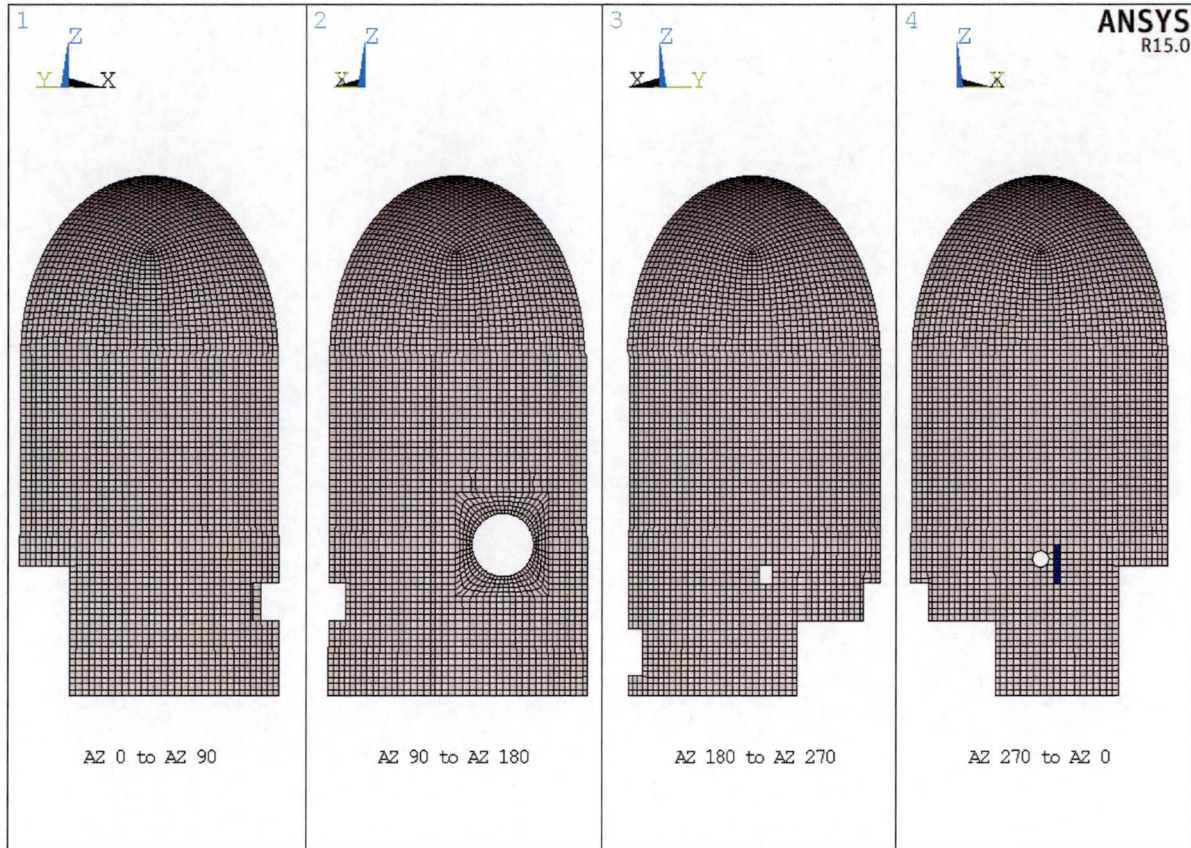 1
Z
Y X
2
Z
X
3
Z
X Y
4
Z
ANSYS
R15.0
AZ 0 to AZ 90
AZ 90 to AZ 180
AZ 180 to AZ 270
AZ 270 to AZ 0